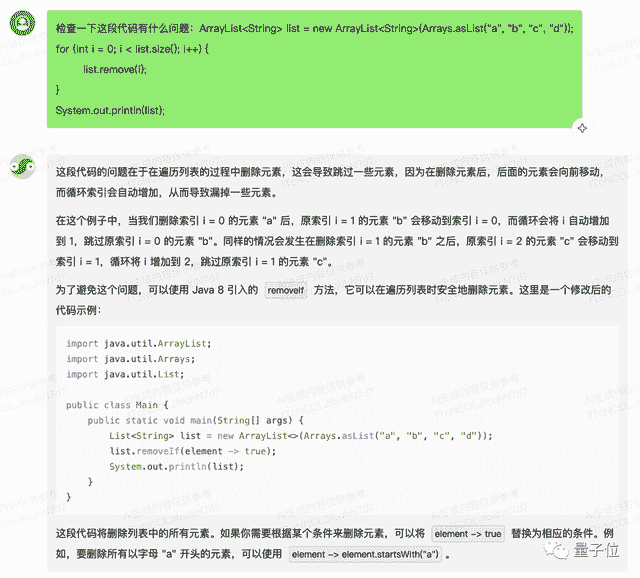 检查一下这段代码有什么问题：ArrayList<String> list = new ArrayList<String>(Arrays.asList("a", "b", "c", "d"));
for (int i = 0; i < list.size(); i++) {
list.remove(i);
}
System.out.println(list);
这段代码的问题在于在遍历列表的过程中删除元素，这会导致跳过一些元素，因为在删除元素后，后面的元素会向前移动，
而循环索引会自动增加，从而导致漏掉一些元素。
在这个例子中，当我们删除索引 i = 0 的元素 "a" 后，原索引 i = 1 的元素 "b" 会移动到索引 i = 0，而循环会将 i 自动增加
到 1，跳过原索引 i = 0 的元素 "b"。同样的情况会发生在删除索引 i = 1 的元素 "b" 之后，原索引 i = 2 的元素 "c" 会移动到
索引 i = 1，循环将 i 增加到 2，跳过原索引 i = 1 的元素 "c"。
为了避免这个问题，可以使用 Java 8 引入的 removeIf 方法，它可以在遍历列表时安全地删除元素。这里是一个修改后的
代码示例：
import java.util.ArrayList;
import java.util.Arrays;
import java.util.List;
public class Main {
public static void main(String[] args) {
List<String> list = new ArrayList<>(Arrays.asList("a", "b", "c", "d"));
list.removeIf(element -> true);
System.out.println(list);
}
}
这段代码将删除列表中的所有元素。如果你需要根据某个条件来删除元素，可以将 element -> true 替换为相应的条件。例
如，要删除所有以字母 "a" 开头的元素，可以使用 element -> element.startsWith("a") 。
量子位